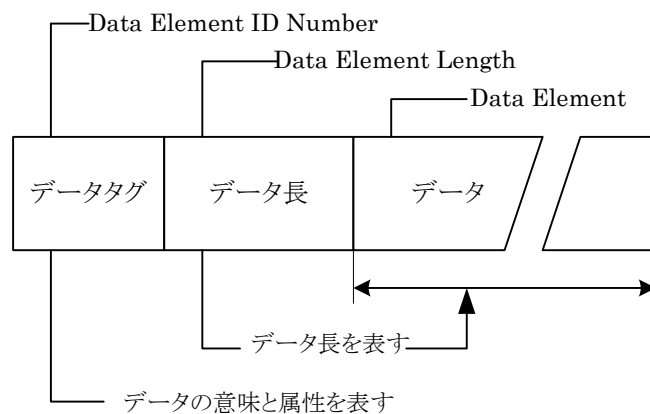 Data Element ID Number
Data Element Length
Data Element
データタグ
データ長
データ
データ長を表す
データの意味と属性を表す